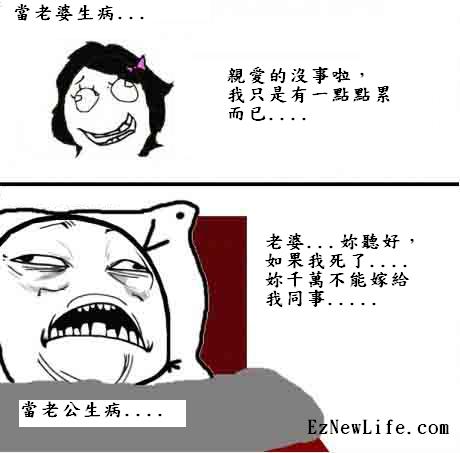 當老婆生病...
親愛的沒事啦，
我只是有一點點累
而已....
老婆...妳聽好，
如果我死了....
妳千萬不能嫁給
我同事.....
當老公生病....
EzNewLife.com